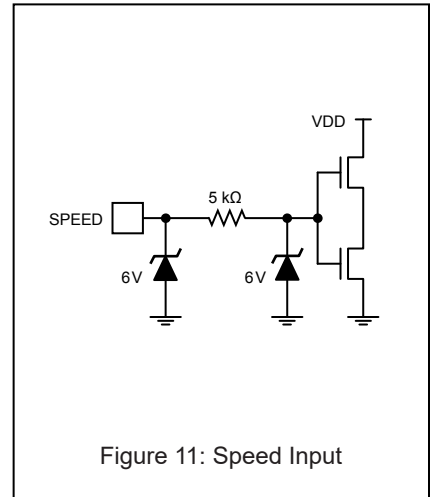 VDD
5 kΩ
SPEED
6V
6V
Figure 11: Speed Input